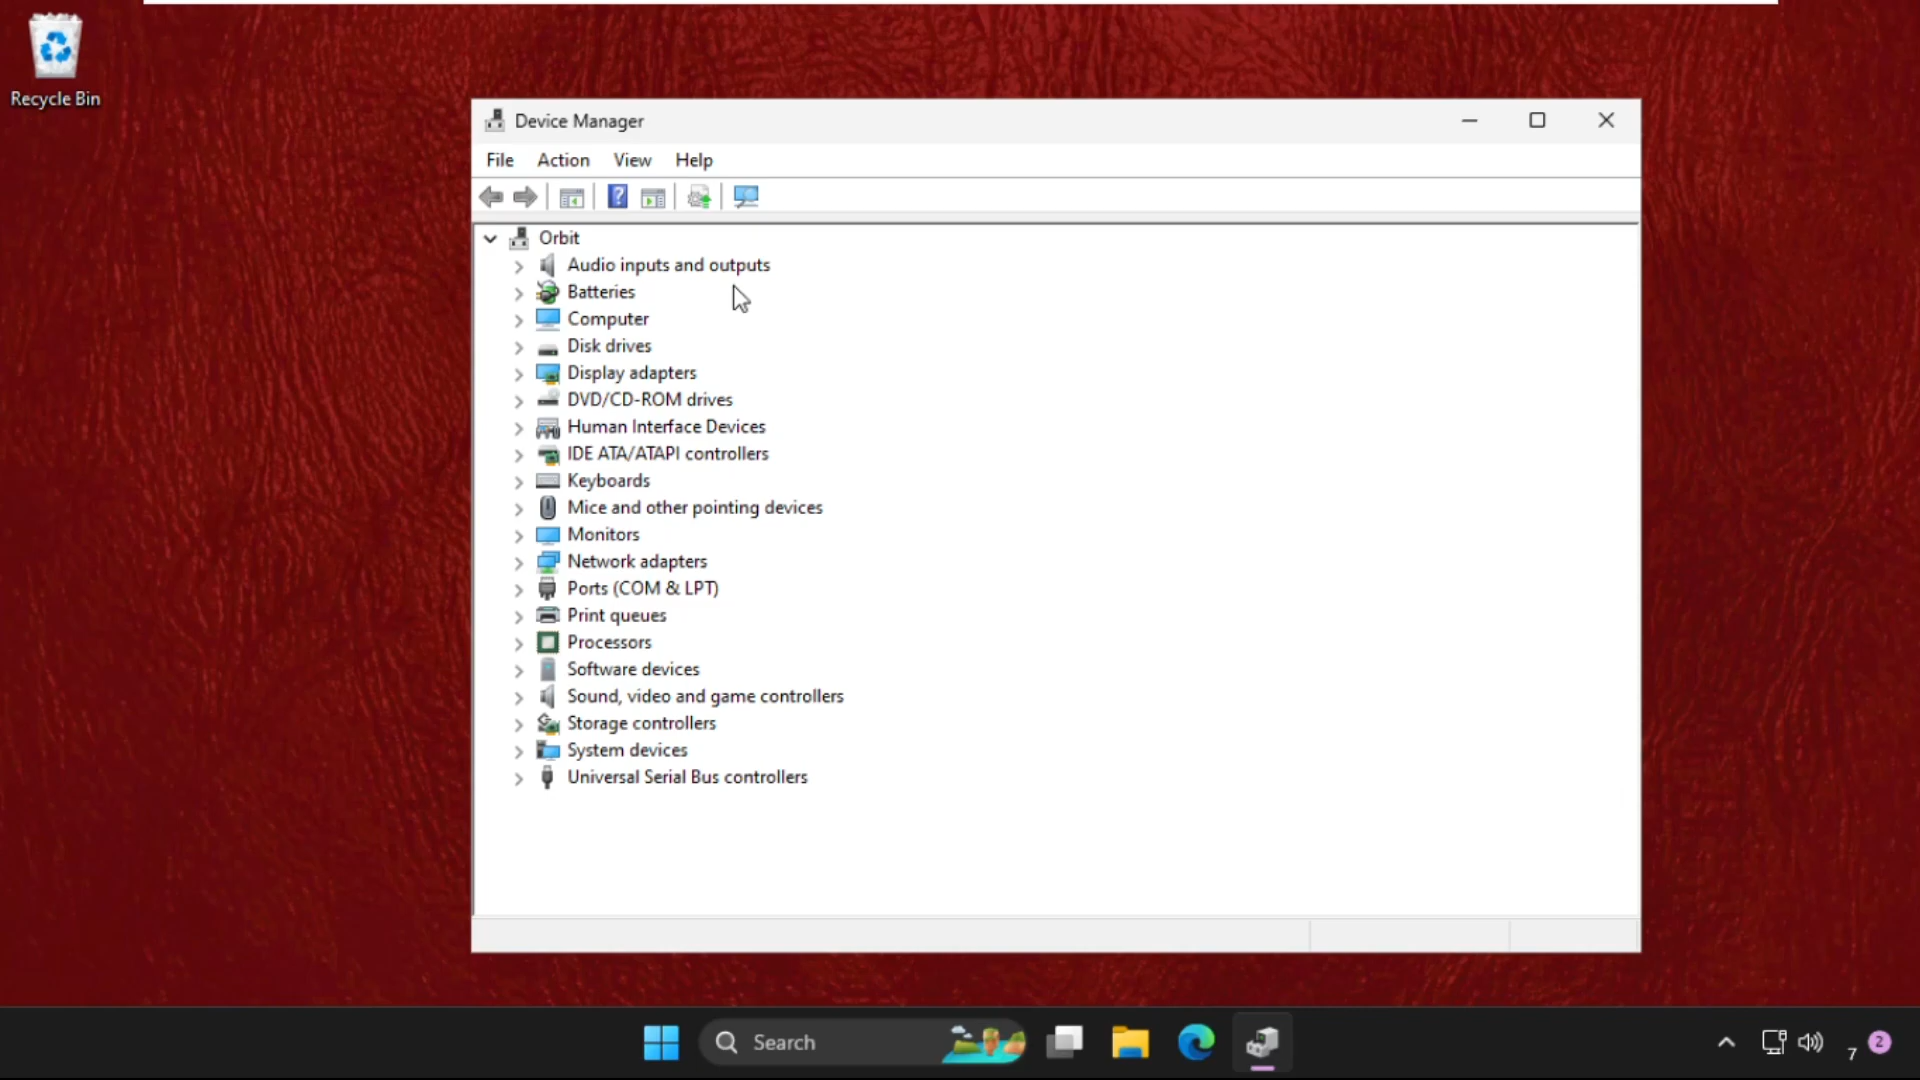 Recycle Bin
Device Manager
File Action View Help
?
Orbit
Audio inputs and outputs
Batteries
Computer
Disk drives
Display adapters
DVD/CD-ROM drives
Human Interface Devices
IDE ATA/ATAPI controllers
Keyboards
Mice and other pointing devices
Monitors
Network adapters
Ports (COM & LPT)
Print queues
Processors
Software devices
Sound, video and game controllers
Storage controllers
System devices
Universal Serial Bus controllers
Search
7 2